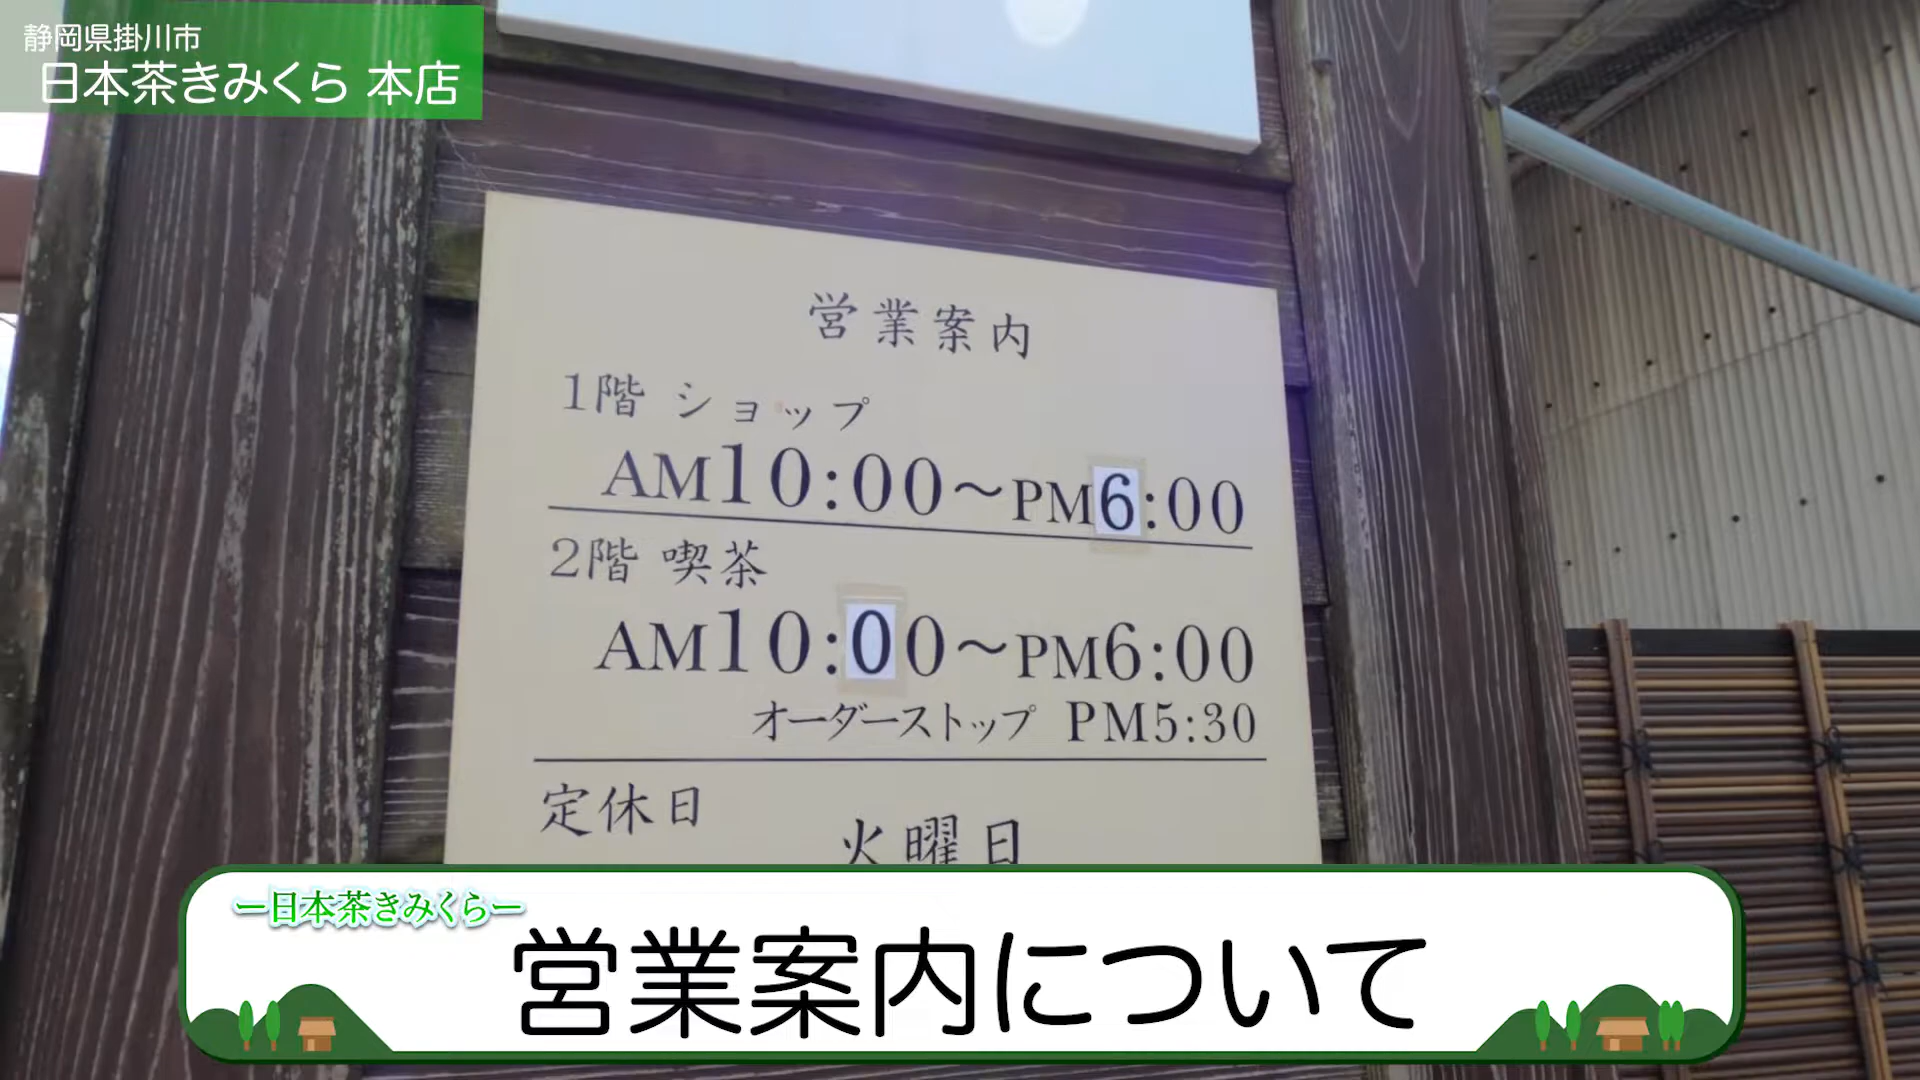 静岡県掛川市
日本茶きみくら 本店
営業案内
1階 ショップ
AM10:00～PM6:00
2階 喫茶
AM10:00～PM6:00
オーダーストップ PM5:30
定休日
火曜日
ー日本茶きみくらー
営業案内について